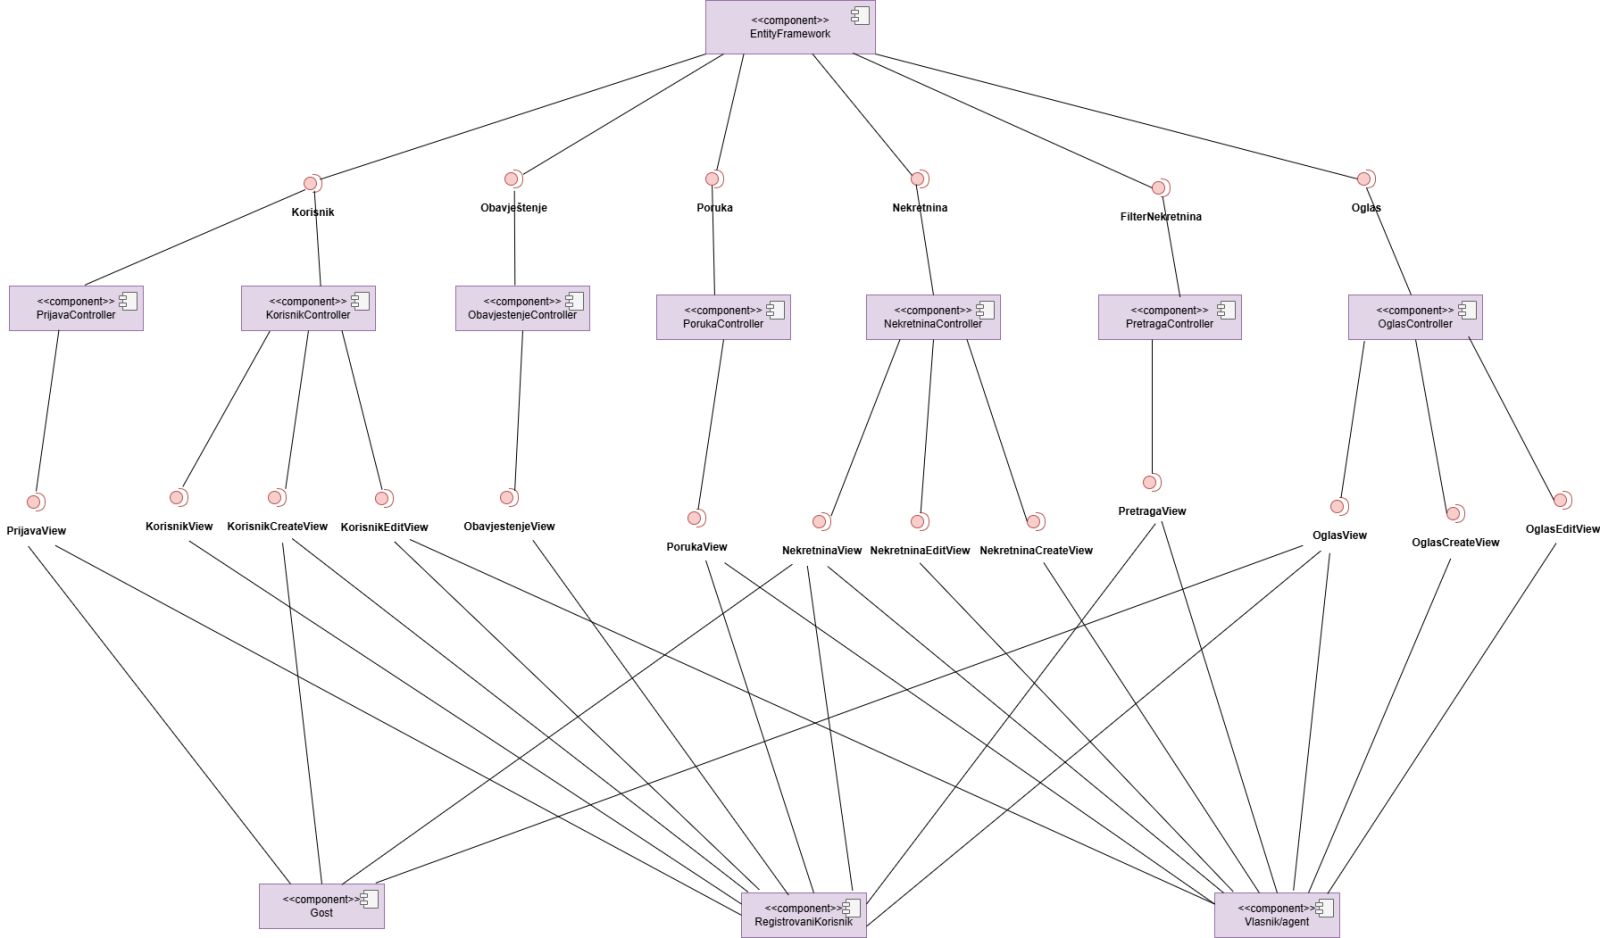 <<component>>
EntityFramework
Korisnik
Obavještenje
Poruka
Nekretnina
FilterNekretnina
Oglas
<<component>>
PrijavaController
<<component>>
KorisnikController
<<component>>
ObavjestenjeController
<<component>>
PorukaController
<<component>>
NekretninaController
<<component>>
PretragaController
<<component>>
OglasController
PrijavaView
KorisnikView
KorisnikCreateView
KorisnikEditView
ObavjestenjeView
PorukaView
NekretninaView
NekretninaEditView
NekretninaCreateView
PretragaView
OglasView
OglasCreateView
OglasEditView
<<component>>
Gost
<<component>>
RegistrovaniKorisnik
<<component>>
Vlasnik/agent